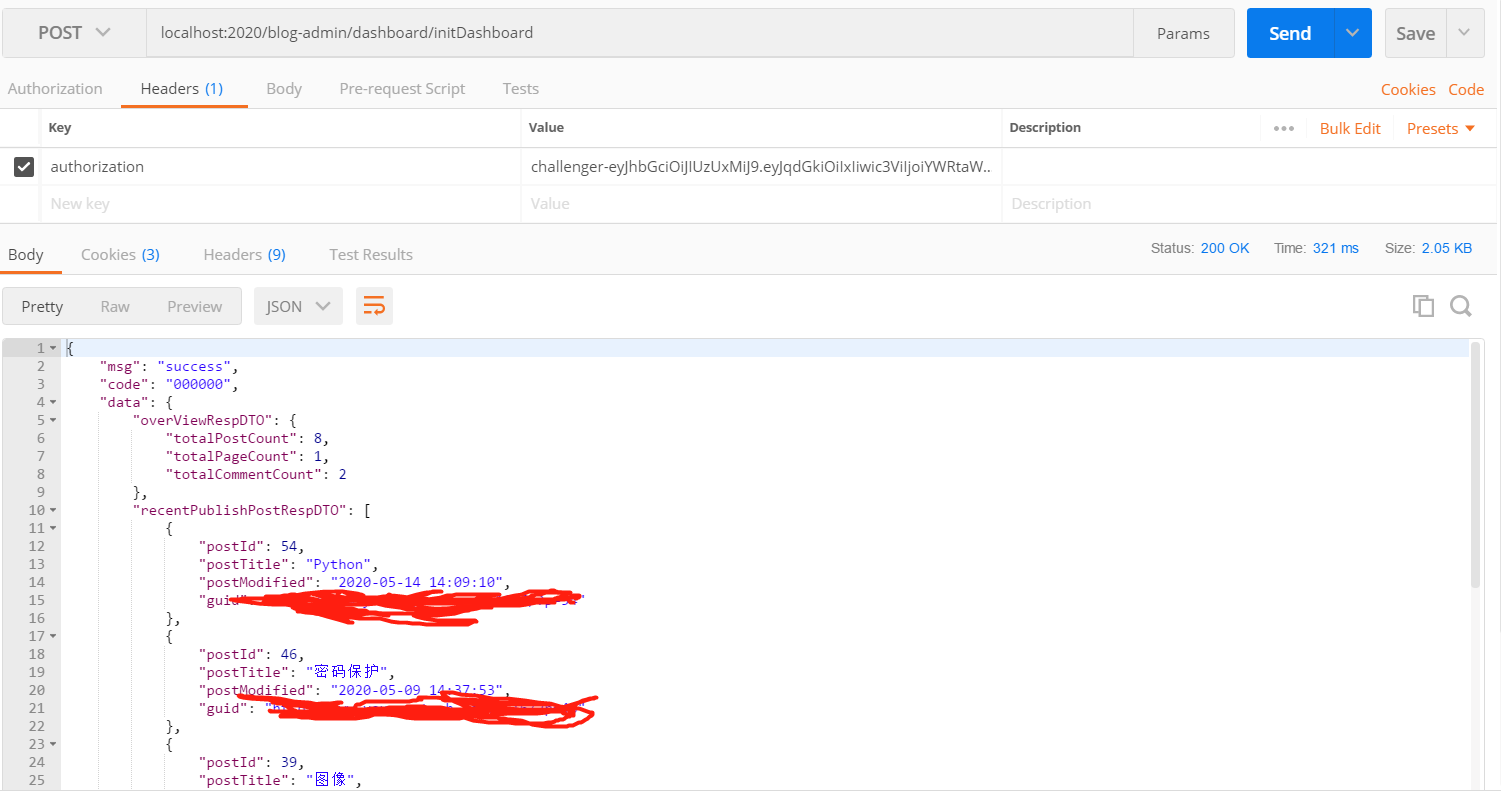 POST localhost:2020/blog-admin/dashboard/initDashboard Params Send Save
Authorization Headers (1) Body Pre-request Script Tests Cookies Code
Key Value Description ••• Bulk Edit Presets
authorization challenger-eyJhbGciOiJIUzUxMiJ9.eyJqdGkiOiIxIiwic3ViIjoiYWRtaW..
New key Value Description
Body Cookies (3) Headers (9) Test Results Status: 200 OK Time: 321 ms Size: 2.05 KB
Pretty Raw Preview JSON
1 {
2 "msg": "success",
3 "code": "000000",
4 "data": {
5 "overViewRespDTO": {
6 "totalPostCount": 8,
7 "totalPageCount": 1,
8 "totalCommentCount": 2
9 },
10 "recentPublishPostRespDTO": [
11 {
12 "postId": 54,
13 "postTitle": "Python",
14 "postModified": "2020-05-14 14:09:10",
15 "guid
16 },
17 {
18 "postId": 46,
19 "postTitle": "密码保护",
20 "postModified": "2020-05-09 14:37:53",
21 "guid":
22 },
23 {
24 "postId": 39,
25 "postTitle": "图像",